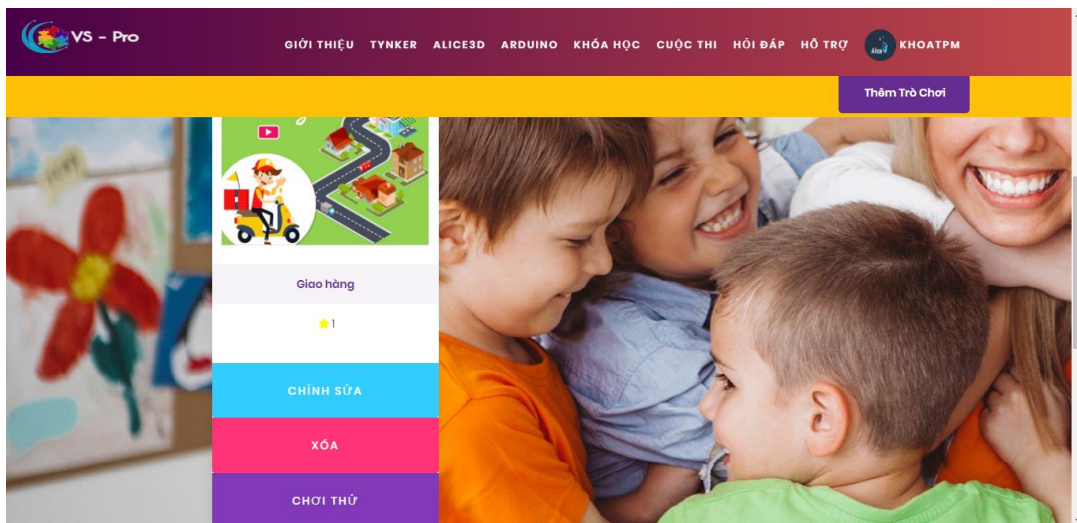 VS - Pro
GIỚI THIỆU TYNKER ALICE3D ARDUINO KHÓA HỌC CUỘC THI HỎI ĐÁP HỖ TRỢ Alice KHOATPM
Thêm Trò Chơi
Giao hàng
1
CHỈNH SỬA
XÓA
CHƠI THỬ